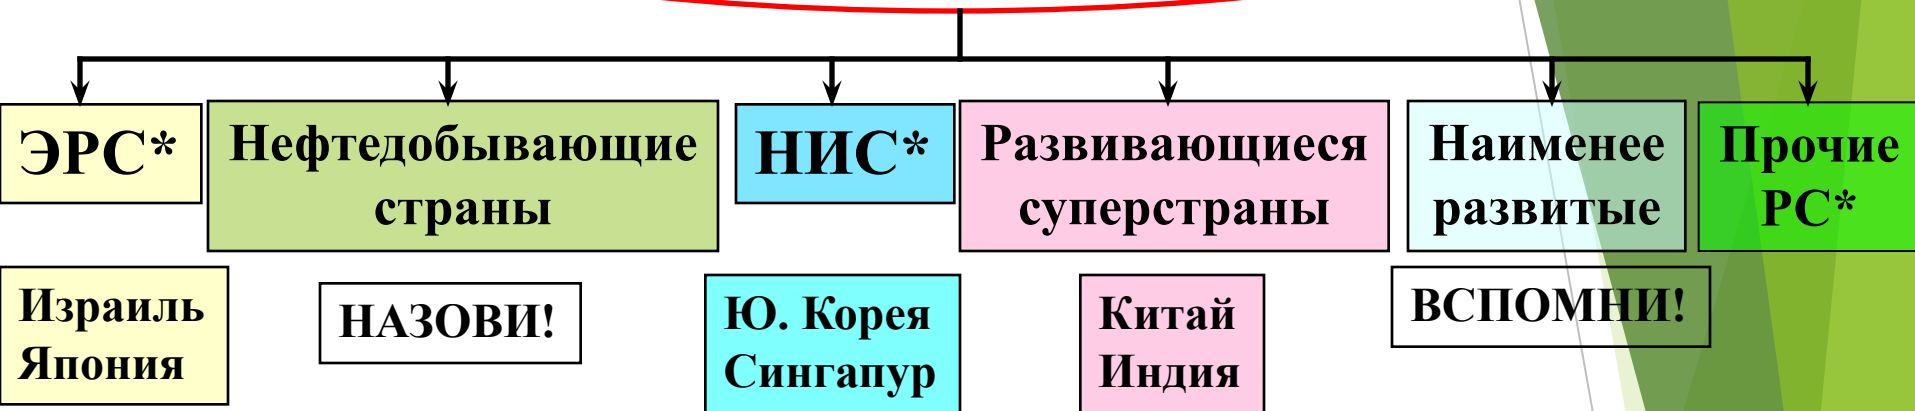 ЭРС*
Нефтедобывающие
страны
НИС*
Развивающиеся
суперстраны
Наименее
развитые
Прочие
РС*
Израиль
Япония
НАЗОВИ!
Ю. Корея
Сингапур
Китай
Индия
ВСПОМНИ!